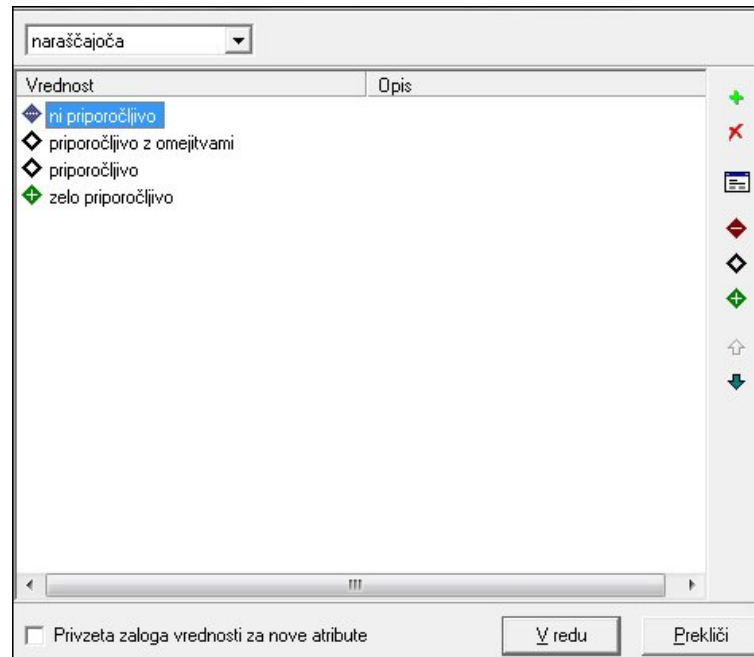 naraščajoča
Vrednost Opis
ni priporočljivo
priporočljivo z omejitvami
priporočljivo
zelo priporočljivo
Privzeta zaloga vrednosti za nove atribute V redu Prekliči